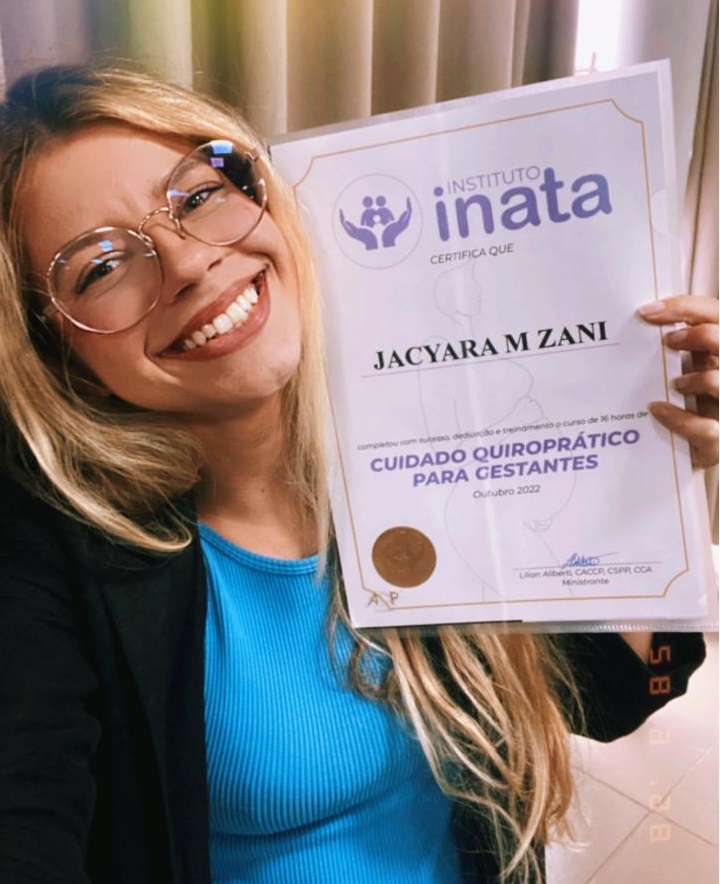 INSTITUTO
inata
CERTIFICA QUE
JACYARA M ZANI
completou com sucesso, dedicação e treinamento o curso de 16 horas de
CUIDADO QUIROPRÁTICO
PARA GESTANTES
Outubro 2022
Lilian Aliberti, CACCP, CSPP, CCA
Ministrante